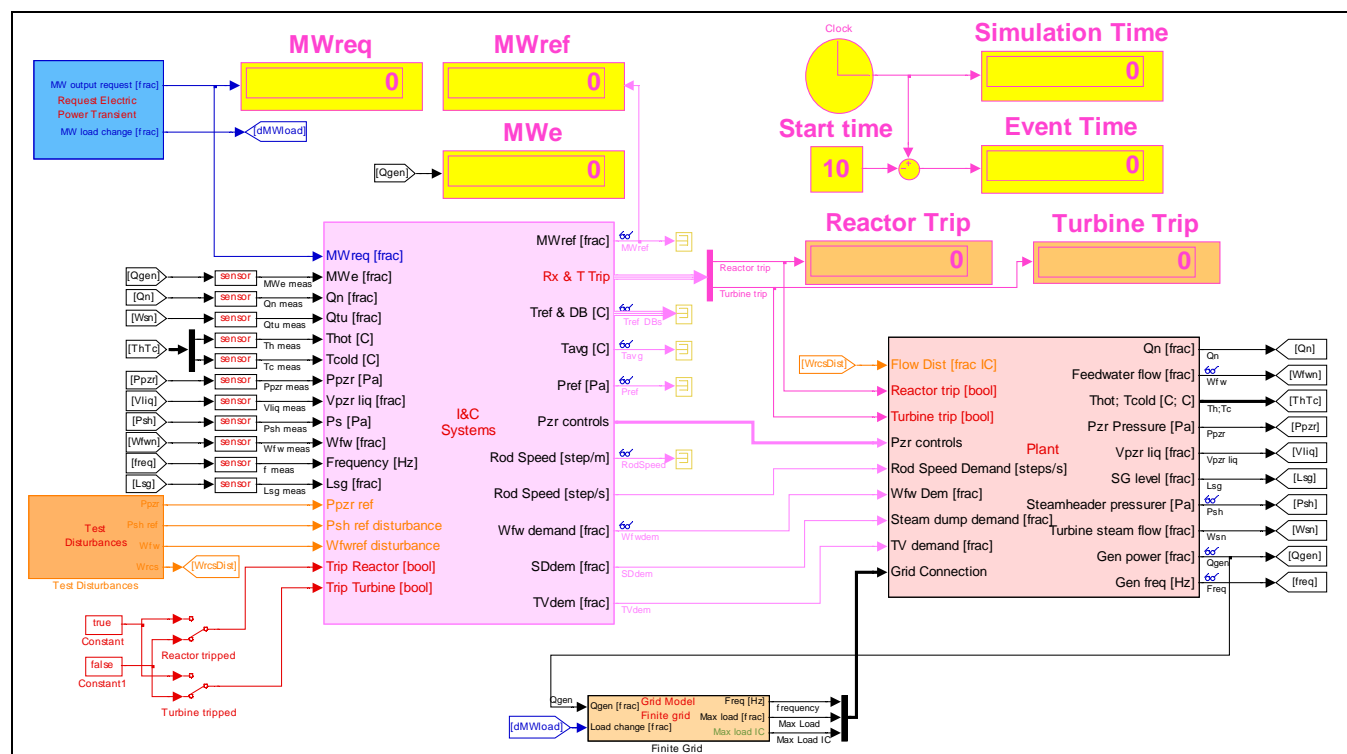 MWreq
0
MWref
0
Clock
Simulation Time
0
MW output request [frac]
Request Electric
Power Transient
MW load change [frac]
[dMWload]
MWe
0
[Qgen]
Start time
10
-
+
Event Time
0
Reactor Trip
0
Turbine Trip
0
Reactor trip
Turbine trip
[Qgen]
[Qn]
[Wsn]
[ThTc]
[Ppzr]
[Vliq]
[Psh]
[Wfwn]
[freq]
[Lsg]
sensor
MWe meas
sensor
Qn meas
sensor
Qtu meas
sensor
Th meas
sensor
Tc meas
sensor
Ppzr meas
sensor
Vliq meas
sensor
Psh meas
sensor
Wfw meas
sensor
f meas
sensor
Lsg meas
MWreq [frac]
MWe [frac]
Qn [frac]
Qtu [frac]
Thot [C]
Tcold [C]
Ppzr [Pa]
Vpzr liq [frac]
Ps [Pa]
Wfw [frac]
Frequency [Hz]
Lsg [frac]
Ppzr ref
Psh ref disturbance
Wfwref disturbance
Trip Reactor [bool]
Trip Turbine [bool]
I&C
Systems
MWref [frac]
Rx & T Trip
Tref & DB [C]
Tavg [C]
Pref [Pa]
Pzr controls
Rod Speed [step/m]
Rod Speed [step/s]
Wfw demand [frac]
SDdem [frac]
TVdem [frac]
MWref
Tref DBs
Tavg
Pref
RodSpeed
Wfwdem
SDdem
TVdem
Test
Disturbances
Ppzr
Psh ref
Wfw
Wrcs
[WrcsDist]
Test Disturbances
true
Constant
false
Constant1
Reactor tripped
Turbine tripped
[WrcsDist]
Flow Dist [frac IC]
Reactor trip [bool]
Turbine trip [bool]
Pzr controls
Rod Speed Demand [steps/s]
Wfw Dem [frac]
Steam dump demand [frac]
TV demand [frac]
Grid Connection
Plant
Qn [frac]
Feedwater flow [frac]
Thot; Tcold [C; C]
Pzr Pressure [Pa]
Vpzr liq [frac]
SG level [frac]
Steamheader pressurer [Pa]
Turbine steam flow [frac]
Gen power [frac]
Gen freq [Hz]
Qn
Wfw
Th;Tc
Ppzr
Vpzr liq
Lsg
Psh
Wsn
Qgen
Freq
[Qn]
[Wfwn]
[ThTc]
[Ppzr]
[Vliq]
[Lsg]
[Psh]
[Wsn]
[Qgen]
[freq]
Qgen
[dMWload]
Qgen [frac]
Load change [frac]
Grid Model
Finite grid
Freq [Hz]
Max load [frac]
Max load IC
frequency
Max Load
Max Load IC
Finite Grid